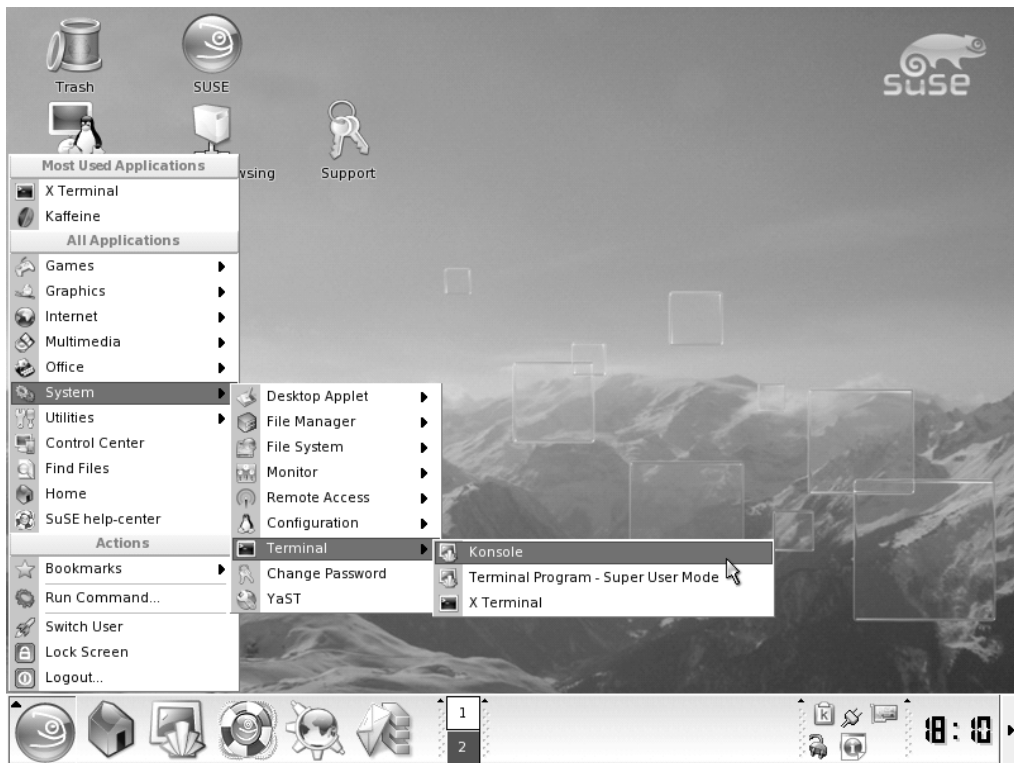 Trash
SUSE
SUSE
wsing
Support
Most Used Applications
X Terminal
Kaffeine
All Applications
Games
Graphics
Internet
Multimedia
Office
System
Utilities
Control Center
Find Files
Home
SuSE help-center
Actions
Bookmarks
Run Command...
Switch User
Lock Screen
Logout...
Desktop Applet
File Manager
File System
Monitor
Remote Access
Configuration
Terminal
Change Password
YaST
Konsole
Terminal Program - Super User Mode
X Terminal
1
2
18:10